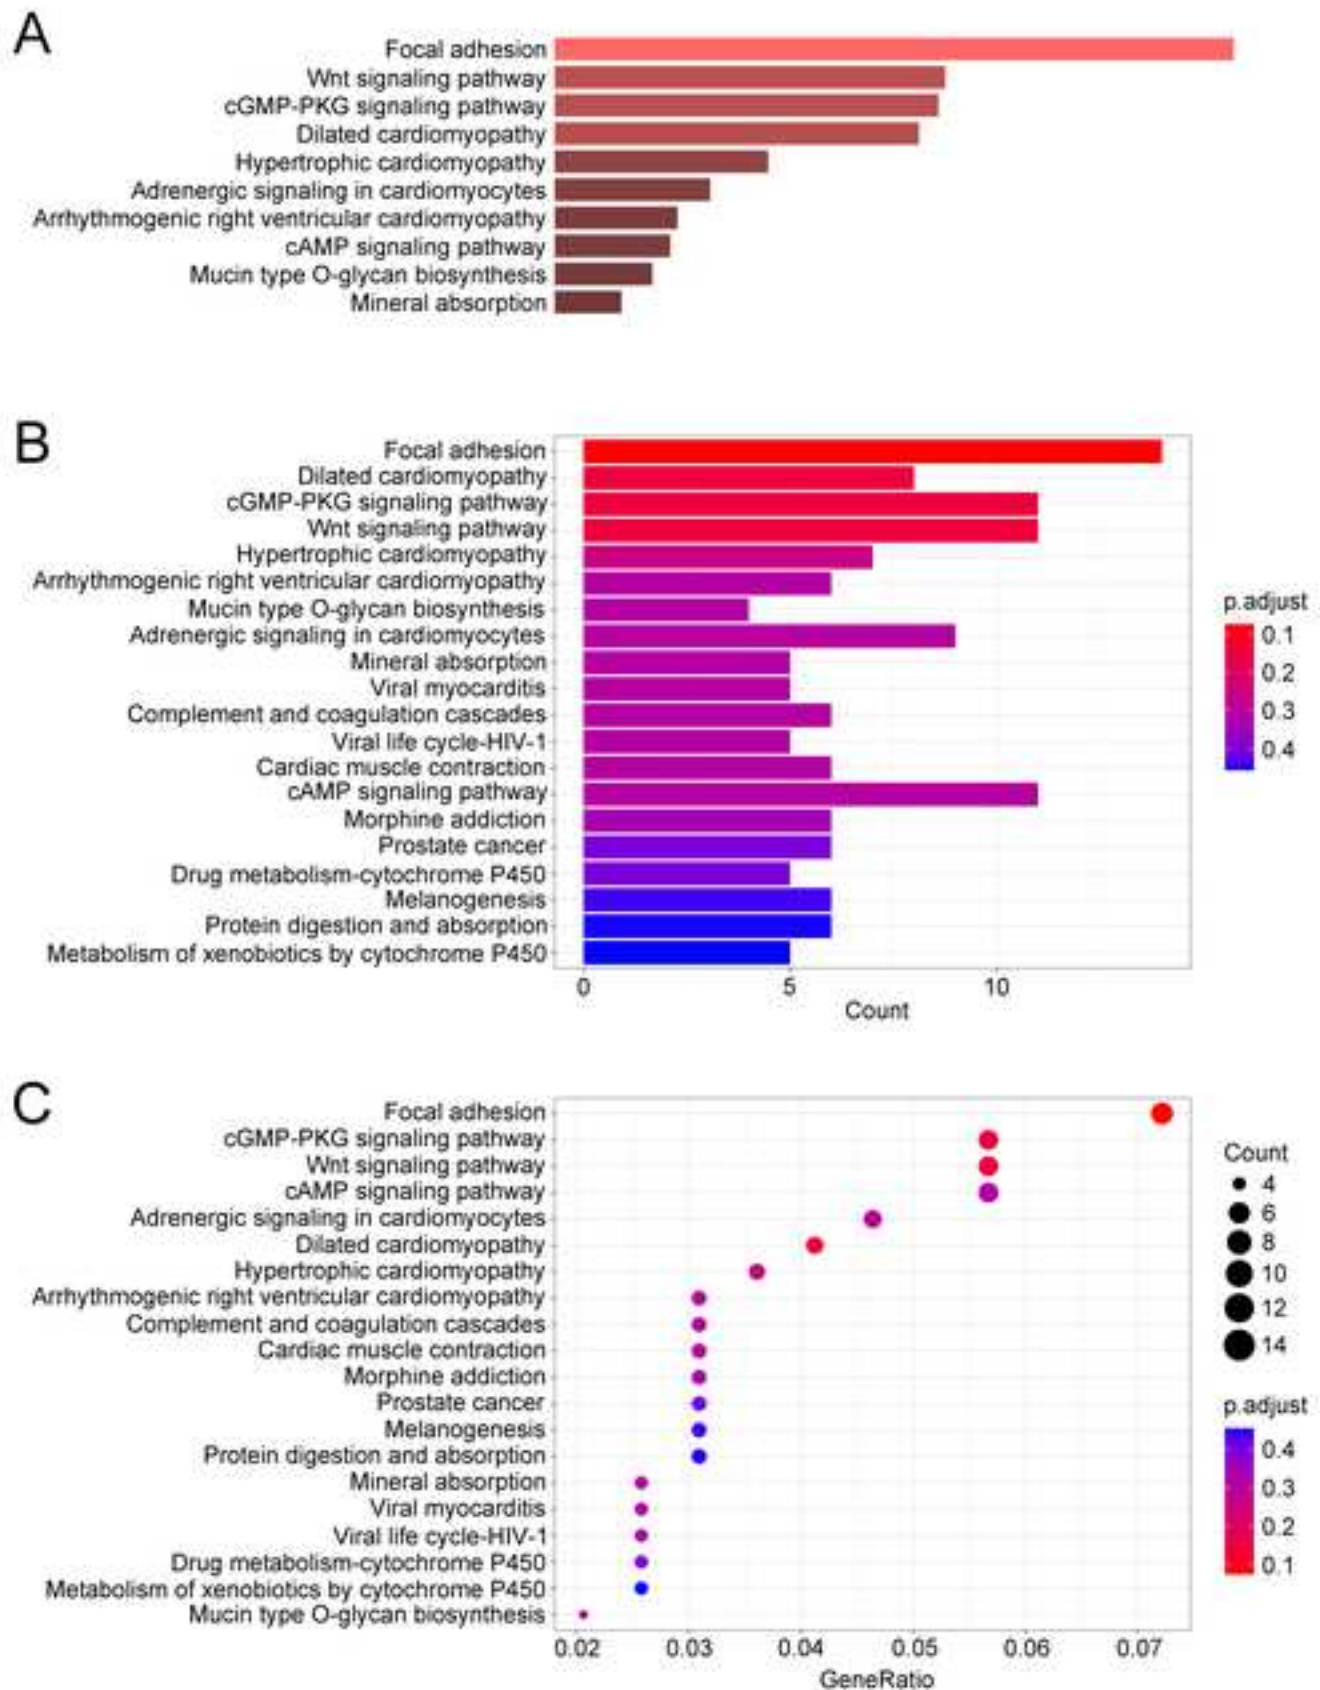 A
Focal adhesion
Wnt signaling pathway
cGMP-PKG signaling pathway
Dilated cardiomyopathy
Hypertrophic cardiomyopathy
Adrenergic signaling in cardiomyocytes
Arrhythmogenic right ventricular cardiomyopathy
cAMP signaling pathway
Mucin type O-glycan biosynthesis
Mineral absorption
B
Focal adhesion
Dilated cardiomyopathy
cGMP-PKG signaling pathway
Wnt signaling pathway
Hypertrophic cardiomyopathy
Arrhythmogenic right ventricular cardiomyopathy
Mucin type O-glycan biosynthesis
Adrenergic signaling in cardiomyocytes
Mineral absorption
Viral myocarditis
Complement and coagulation cascades
Viral life cycle-HIV-1
Cardiac muscle contraction
cAMP signaling pathway
Morphine addiction
Prostate cancer
Drug metabolism-cytochrome P450
Melanogenesis
Protein digestion and absorption
Metabolism of xenobiotics by cytochrome P450
0 5 10
Count
p.adjust
0.1
0.2
0.3
0.4
C
Focal adhesion
cGMP-PKG signaling pathway
Wnt signaling pathway
cAMP signaling pathway
Adrenergic signaling in cardiomyocytes
Dilated cardiomyopathy
Hypertrophic cardiomyopathy
Arrhythmogenic right ventricular cardiomyopathy
Complement and coagulation cascades
Cardiac muscle contraction
Morphine addiction
Prostate cancer
Melanogenesis
Protein digestion and absorption
Mineral absorption
Viral myocarditis
Viral life cycle-HIV-1
Drug metabolism-cytochrome P450
Metabolism of xenobiotics by cytochrome P450
Mucin type O-glycan biosynthesis
0.02 0.03 0.04 0.05 0.06 0.07
GeneRatio
Count
4
6
8
10
12
14
p.adjust
0.4
0.3
0.2
0.1